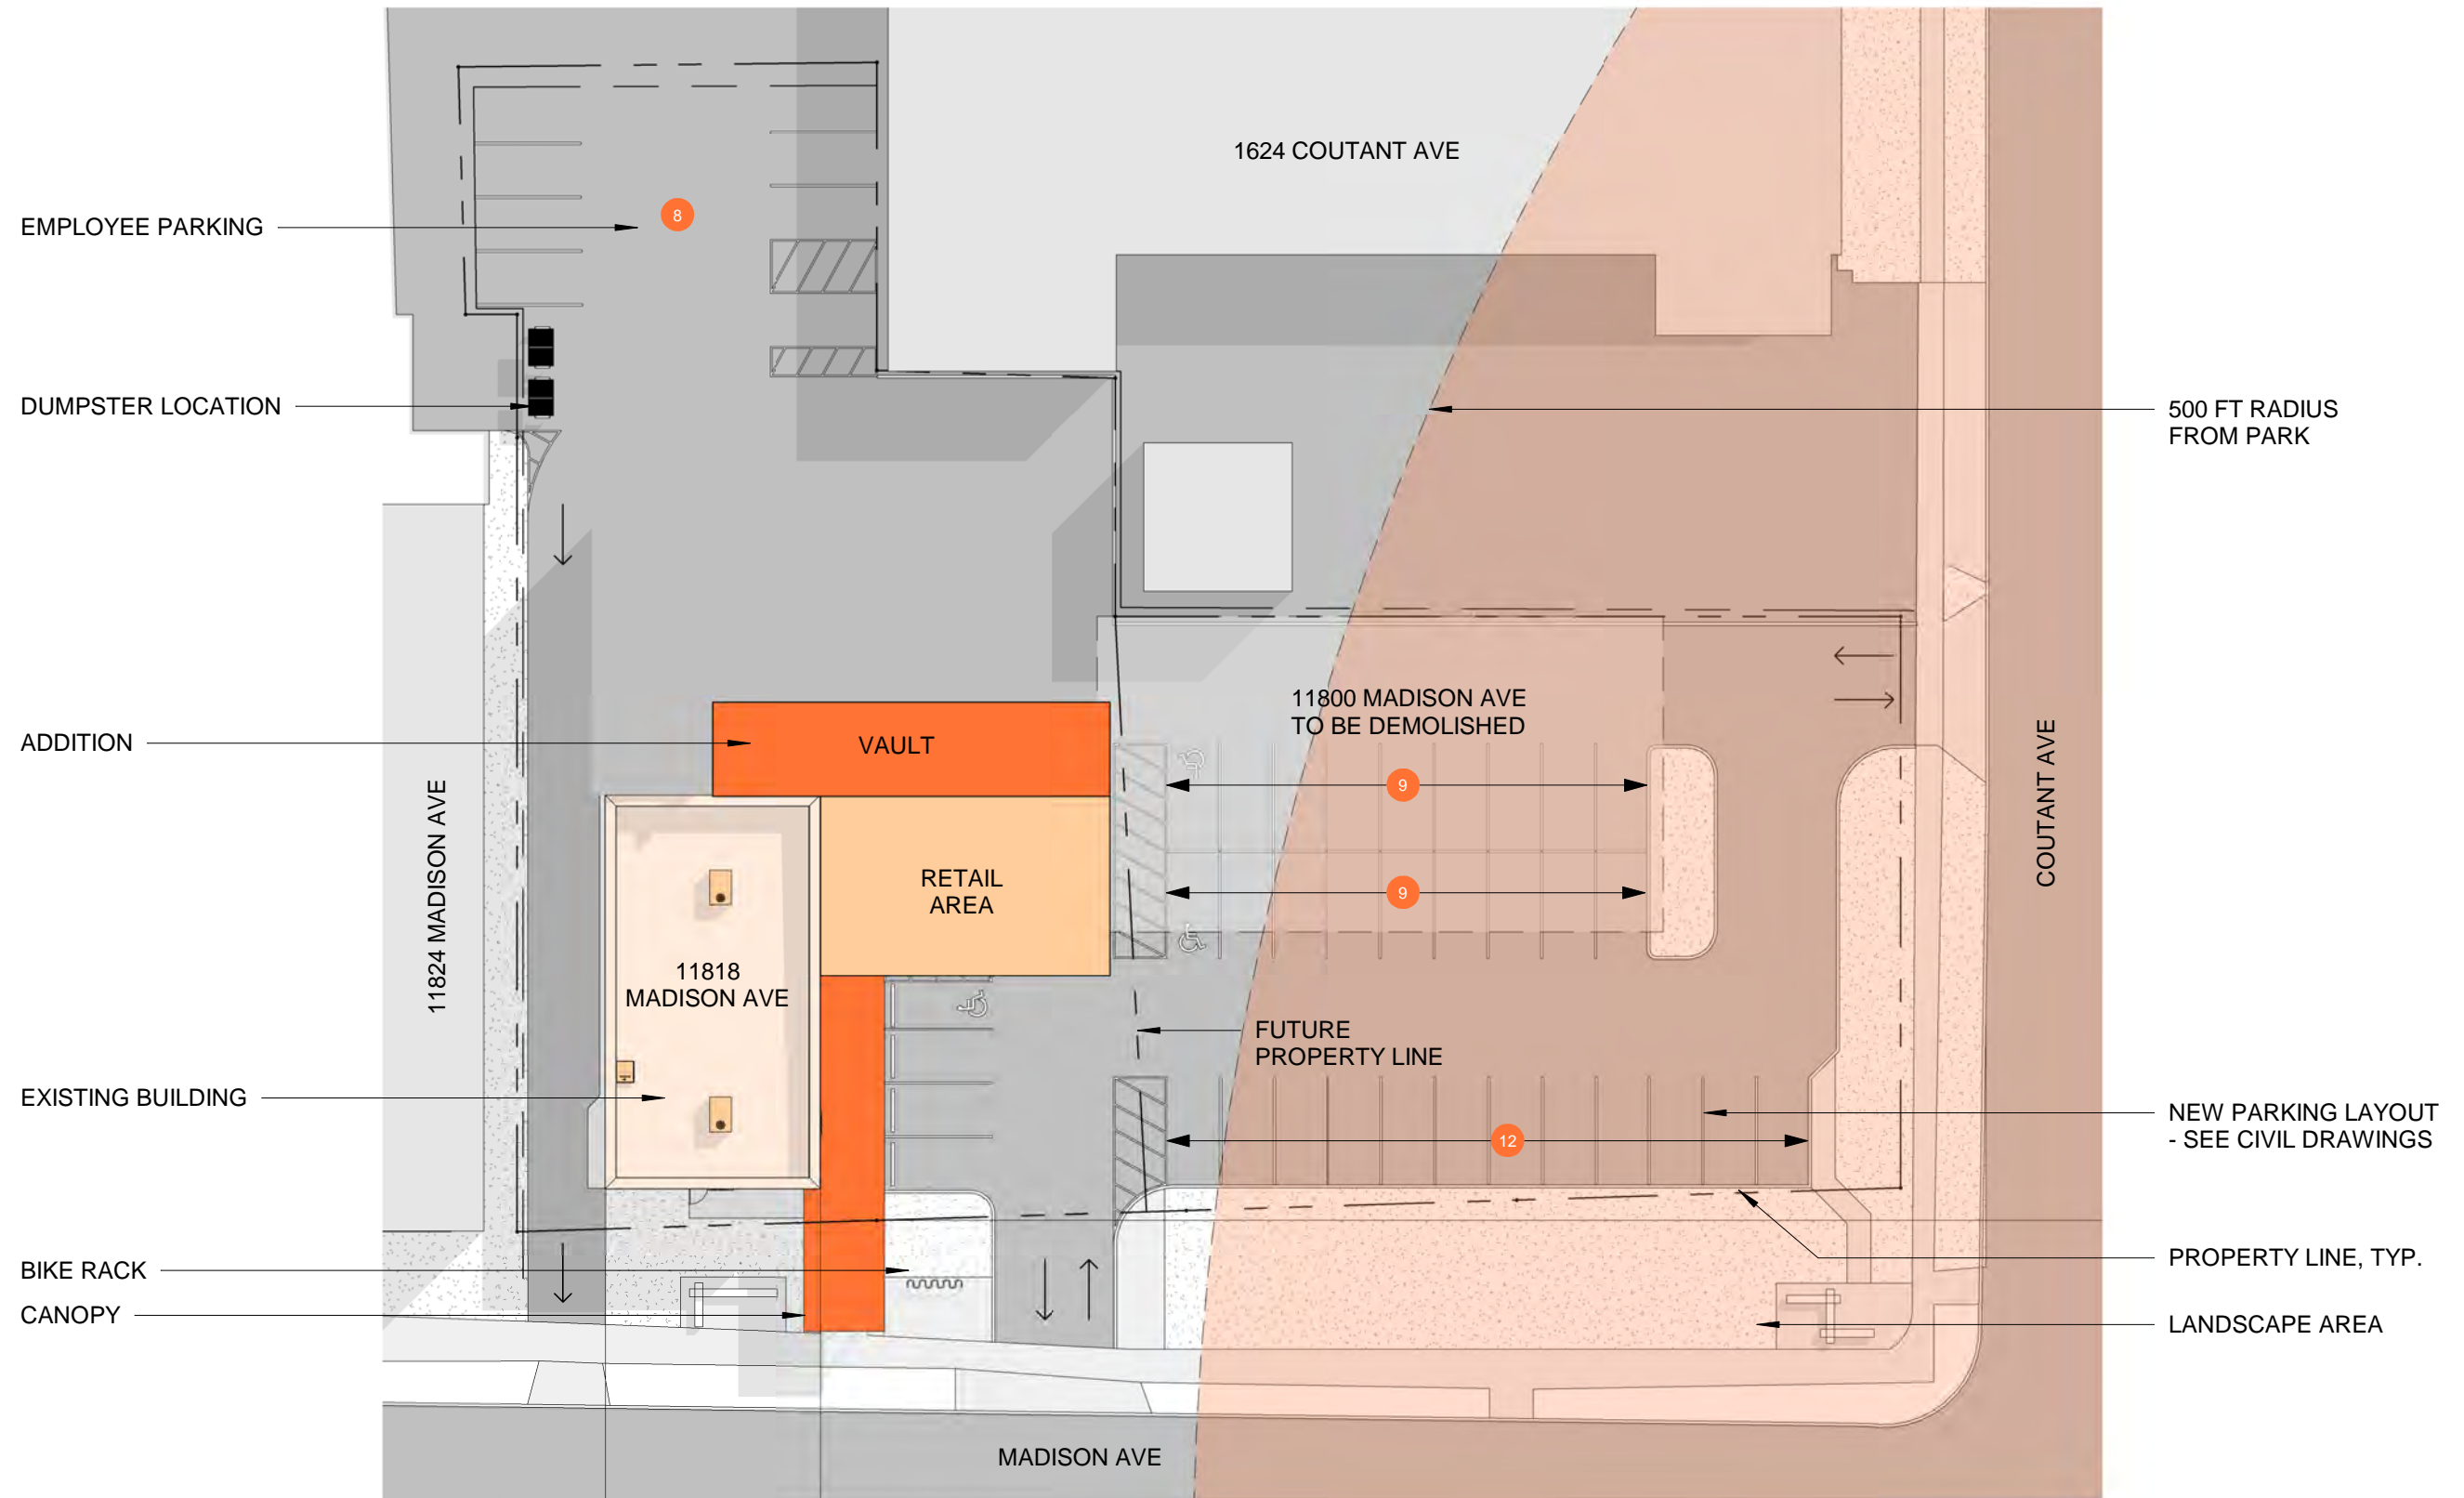 1624 COUTANT AVE
8
EMPLOYEE PARKING
DUMPSTER LOCATION
500 FT RADIUS
FROM PARK
11800 MADISON AVE
TO BE DEMOLISHED
ADDITION
VAULT
9
COUTANT AVE
11824 MADISON AVE
RETAIL
AREA
9
11818
MADISON AVE
FUTURE
PROPERTY LINE
EXISTING BUILDING
12
NEW PARKING LAYOUT
- SEE CIVIL DRAWINGS
BIKE RACK
PROPERTY LINE, TYP.
CANOPY
LANDSCAPE AREA
MADISON AVE